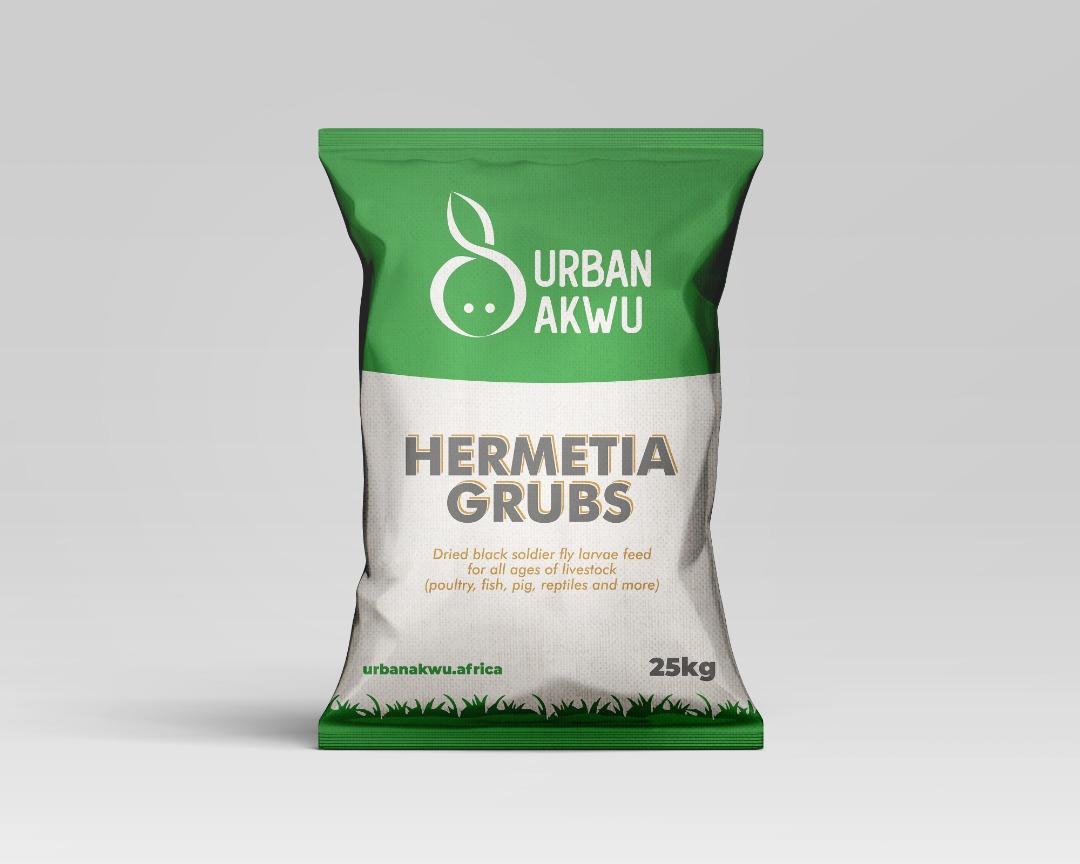 URBAN
AKWU
HERMETIA
GRUBS
Dried black soldier fly larvae feed
for all ages of livestock
(poultry, fish, pig, reptiles and more)
urbanakwu.africa
25kg